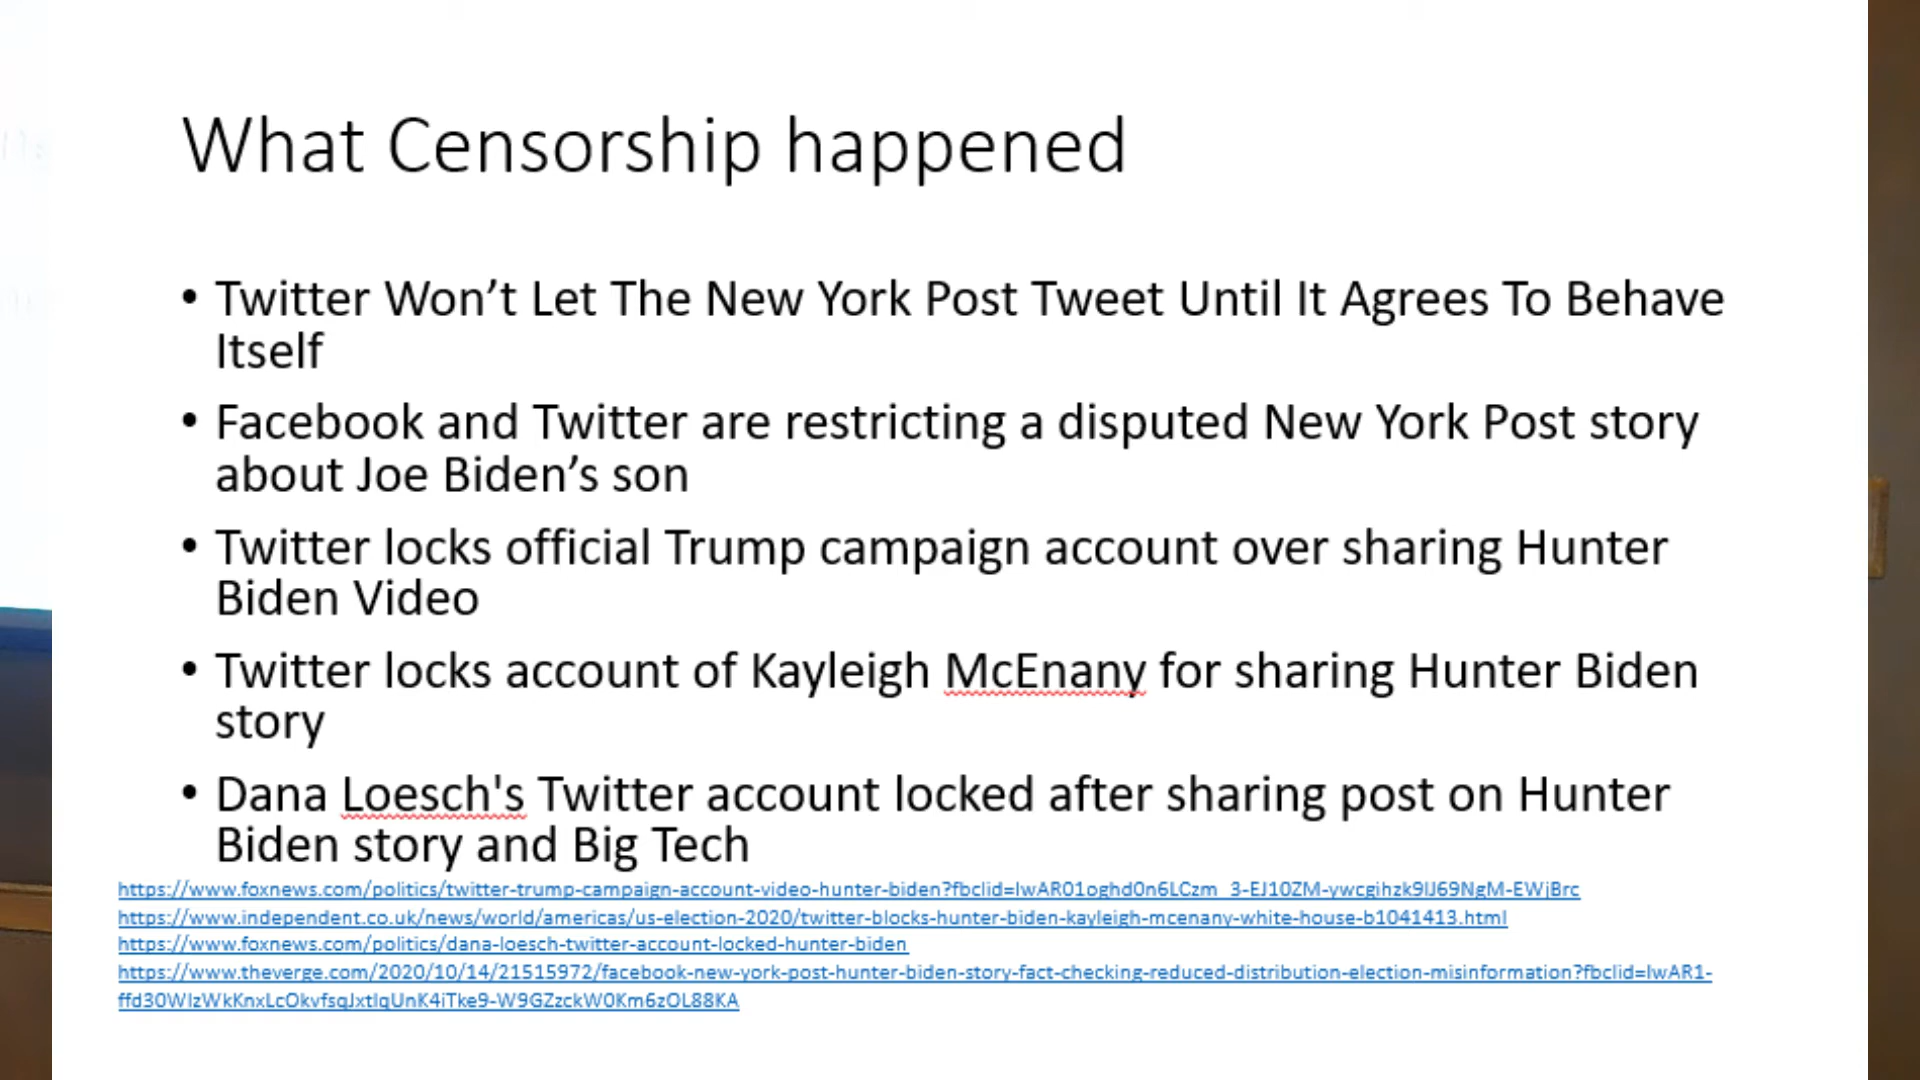 What Censorship happened
• Twitter Won’t Let The New York Post Tweet Until It Agrees To Behave
Itself
• Facebook and Twitter are restricting a disputed New York Post story
about Joe Biden’s son
• Twitter locks official Trump campaign account over sharing Hunter
Biden Video
• Twitter locks account of Kayleigh McEnany for sharing Hunter Biden
story
• Dana Loesch's Twitter account locked after sharing post on Hunter
Biden story and Big Tech
https://www.foxnews.com/politics/twitter-trump-campaign-account-video-hunter-biden?fbclid=IwAR01oghd0n6LCzm_3-EJ10ZM-ywcgihzk9IJ69NgM-EWjBrc
https://www.independent.co.uk/news/world/americas/us-election-2020/twitter-blocks-hunter-biden-kayleigh-mcenany-white-house-b1041413.html
https://www.foxnews.com/politics/dana-loesch-twitter-account-locked-hunter-biden
https://www.theverge.com/2020/10/14/21515972/facebook-new-york-post-hunter-biden-story-fact-checking-reduced-distribution-election-misinformation?fbclid=IwAR1-
ffd30WIzWkKnxLcOkvfsqJxtIqUnK4iTke9-W9GZzckW0Km6zOL88KA